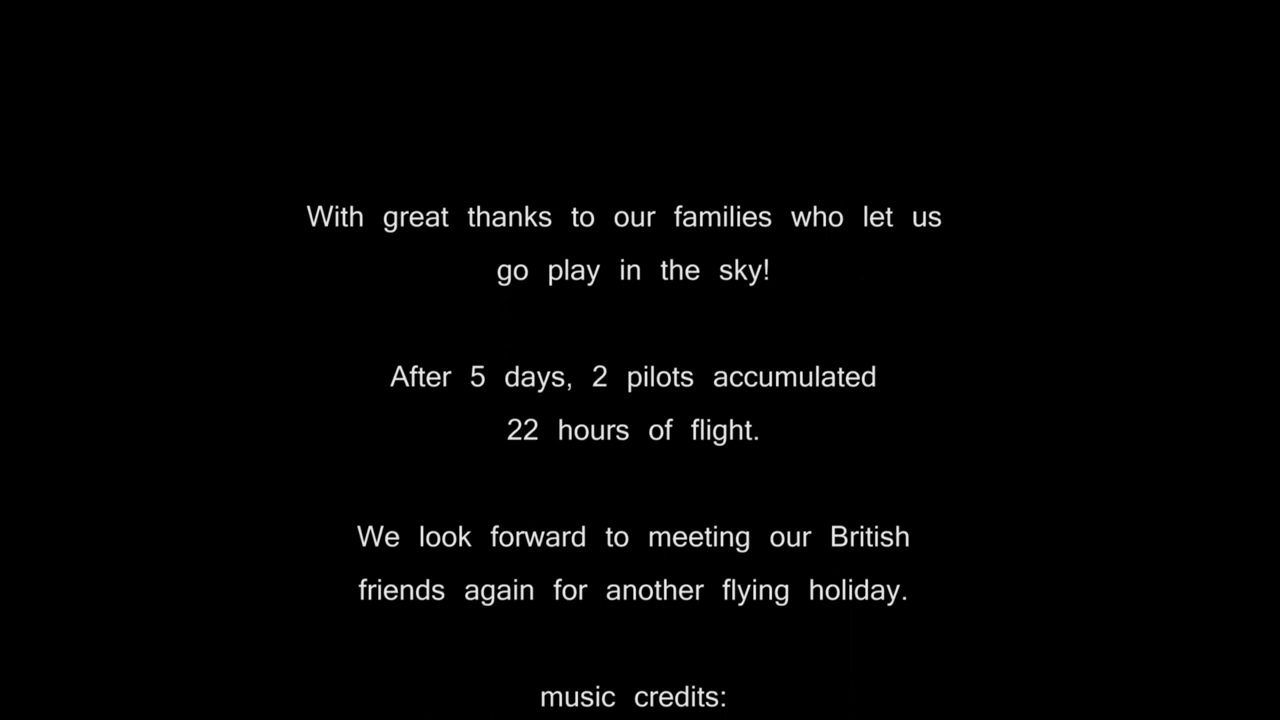 With great thanks to our families who let us
go play in the sky!
After 5 days, 2 pilots accumulated
22 hours of flight.
We look forward to meeting our British
friends again for another flying holiday.
music credits: